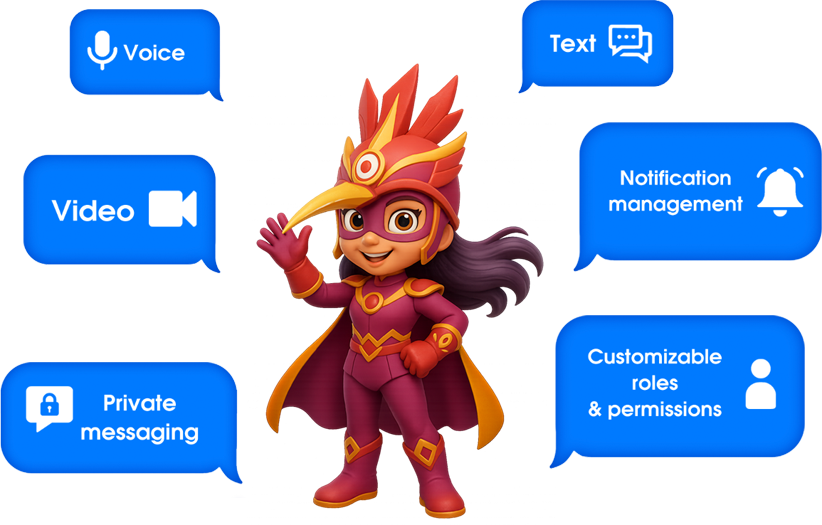 Voice
Text
Video
Notification
management
Private
messaging
Customizable
roles
& permissions